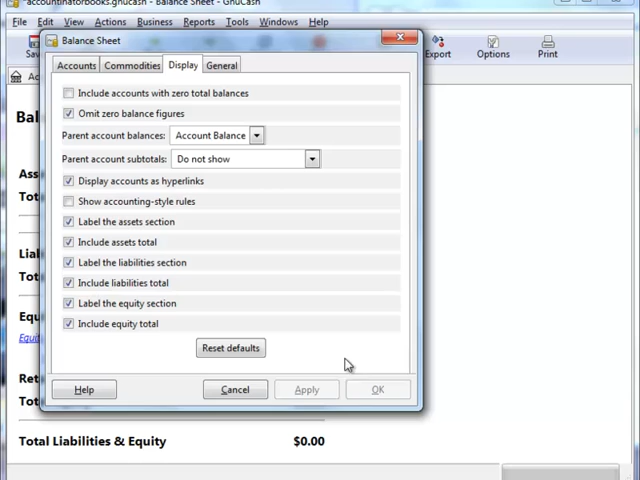 *accountinatorbooks.gnucash - Balance Sheet - GnuCash
File Edit View Actions Business Reports Tools Windows Help
Export Options Print
Balance Sheet
Accounts Commodities Display General
Include accounts with zero total balances
Omit zero balance figures
Parent account balances: Account Balance
Parent account subtotals: Do not show
Display accounts as hyperlinks
Show accounting-style rules
Label the assets section
Include assets total
Label the liabilities section
Include liabilities total
Label the equity section
Include equity total
Reset defaults
Help Cancel Apply OK
Total Liabilities & Equity $0.00